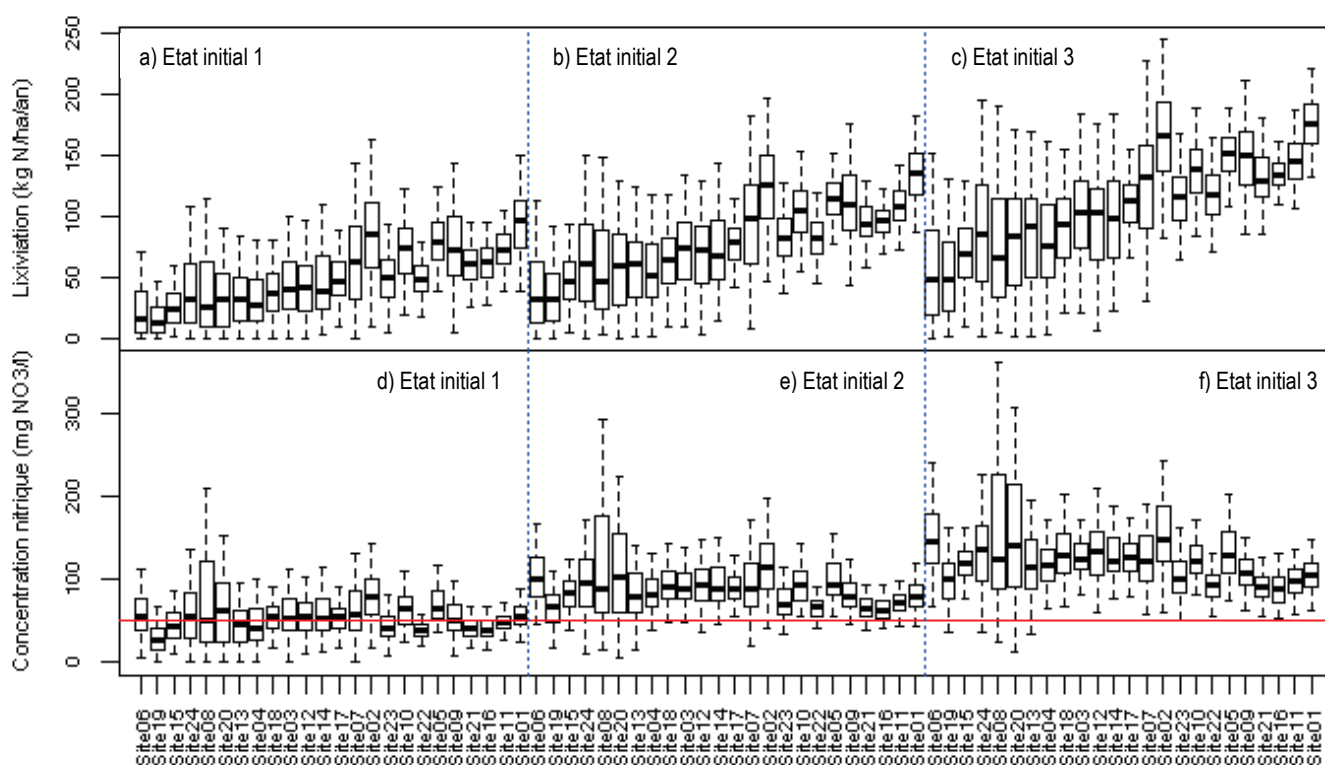 Lixiviation (kg N/ha/an)
250
200
150
100
50
0
a) Etat initial 1
b) Etat initial 2
c) Etat initial 3
Concentration nitrique (mg NO3/l)
300
200
100
0
d) Etat initial 1
e) Etat initial 2
f) Etat initial 3
Site06
Site19
Site15
Site24
Site08
Site20
Site13
Site04
Site18
Site03
Site12
Site14
Site17
Site07
Site02
Site23
Site10
Site22
Site05
Site09
Site21
Site16
Site11
Site01
Site06
Site19
Site15
Site24
Site08
Site20
Site13
Site04
Site18
Site03
Site12
Site14
Site17
Site07
Site02
Site23
Site10
Site22
Site05
Site09
Site21
Site16
Site11
Site01
Site06
Site19
Site15
Site24
Site08
Site20
Site13
Site04
Site18
Site03
Site12
Site14
Site17
Site07
Site02
Site23
Site10
Site22
Site05
Site09
Site21
Site16
Site11
Site01